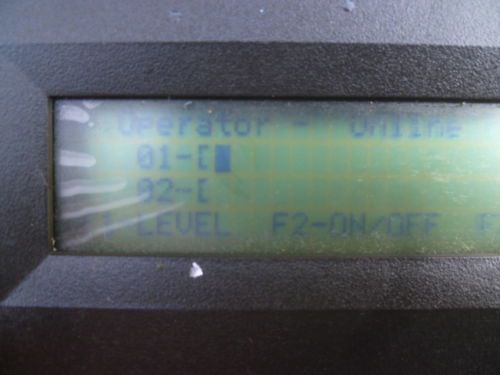 Operator - Online
01-[
02-[
LEVEL F2-ON/OFF F